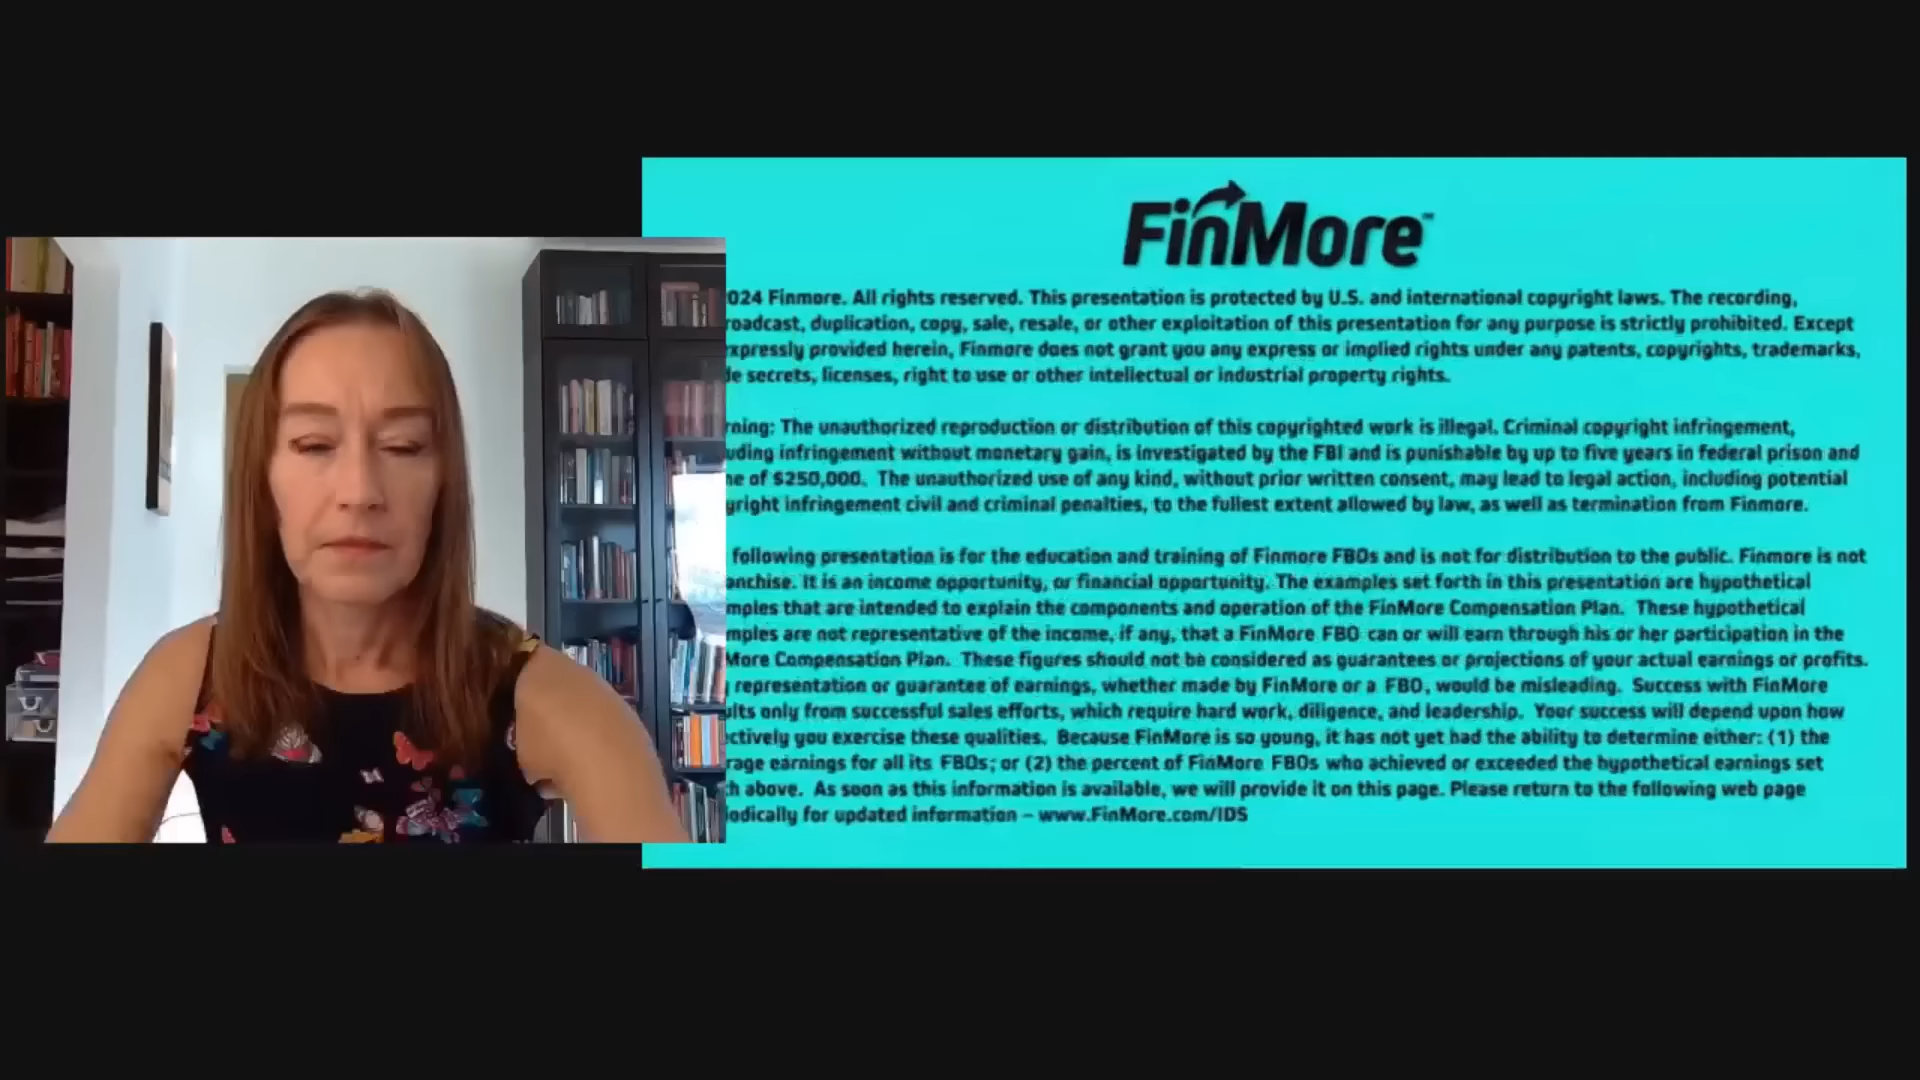 FinMore™
024 Finmore. All rights reserved. This presentation is protected by U.S. and international copyright laws. The recording,
roadcast, duplication, copy, sale, resale, or other exploitation of this presentation for any purpose is strictly prohibited. Except
xpressly provided herein, Finmore does not grant you any express or implied rights under any patents, copyrights, trademarks,
de secrets, licenses, right to use or other intellectual or industrial property rights.
rning: The unauthorized reproduction or distribution of this copyrighted work is illegal. Criminal copyright infringement,
uding infringement without monetary gain, is investigated by the FBI and is punishable by up to five years in federal prison and
ne of $250,000. The unauthorized use of any kind, without prior written consent, may lead to legal action, including potential
yright infringement civil and criminal penalties, to the fullest extent allowed by law, as well as termination from Finmore.
following presentation is for the education and training of Finmore FBOs and is not for distribution to the public. Finmore is not
anchise. It is an income opportunity, or financial opportunity. The examples set forth in this presentation are hypothetical
mples that are intended to explain the components and operation of the FinMore Compensation Plan. These hypothetical
mples are not representative of the income, if any, that a FinMore FBO can or will earn through his or her participation in the
More Compensation Plan. These figures should not be considered as guarantees or projections of your actual earnings or profits.
representation or guarantee of earnings, whether made by FinMore or a FBO, would be misleading. Success with FinMore
ults only from successful sales efforts, which require hard work, diligence, and leadership. Your success will depend upon how
ctively you exercise these qualities. Because FinMore is so young, it has not yet had the ability to determine either: (1) the
rage earnings for all its FBOs; or (2) the percent of FinMore FBOs who achieved or exceeded the hypothetical earnings set
h above. As soon as this information is available, we will provide it on this page. Please return to the following web page
iodically for updated information – www.FinMore.com/IDS